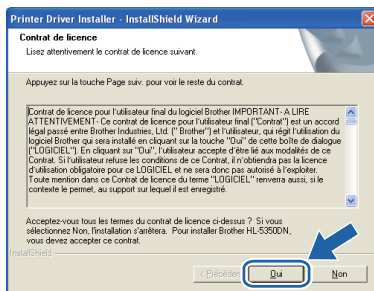 Printer Driver Installer - InstallShield Wizard
Contrat de licence
Lisez attentivement le contrat de licence suivant.
Appuyez sur la touche Page suiv. pour voir le reste du contrat.
Contrat de licence pour l'utilisateur final du logiciel Brother IMPORTANT- A LIRE
ATTENTIVEMENT- Ce contrat de licence pour l'utilisateur final ("Contrat") est un accord
légal passé entre Brother Industries, Ltd. (" Brother") et l'utilisateur, qui régit l'utilisation du
logiciel Brother qui sera installé en cliquant sur la touche "Oui" de cette boîte de dialogue
("LOGICIEL"). En cliquant sur "Oui", l'utilisateur accepte d'être lié aux modalités de ce
Contrat. Si l'utilisateur refuse les conditions de ce Contrat, il n'obtiendra pas la licence
d'utilisation obligatoire pour ce LOGICIEL et ne sera donc pas autorisé à l'exploiter.
Toute mention dans ce Contrat de licence du terme "LOGICIEL" renverra aussi, si le
contexte le permet, au support sur lequel il est enregistré.
Acceptez-vous tous les termes du contrat de licence ci-dessus ? Si vous
sélectionnez Non, l'installation s'arrêtera. Pour installer Brother HL-5350DN,
vous devez accepter ce contrat.
InstallShield
< Précédent
Oui
Non